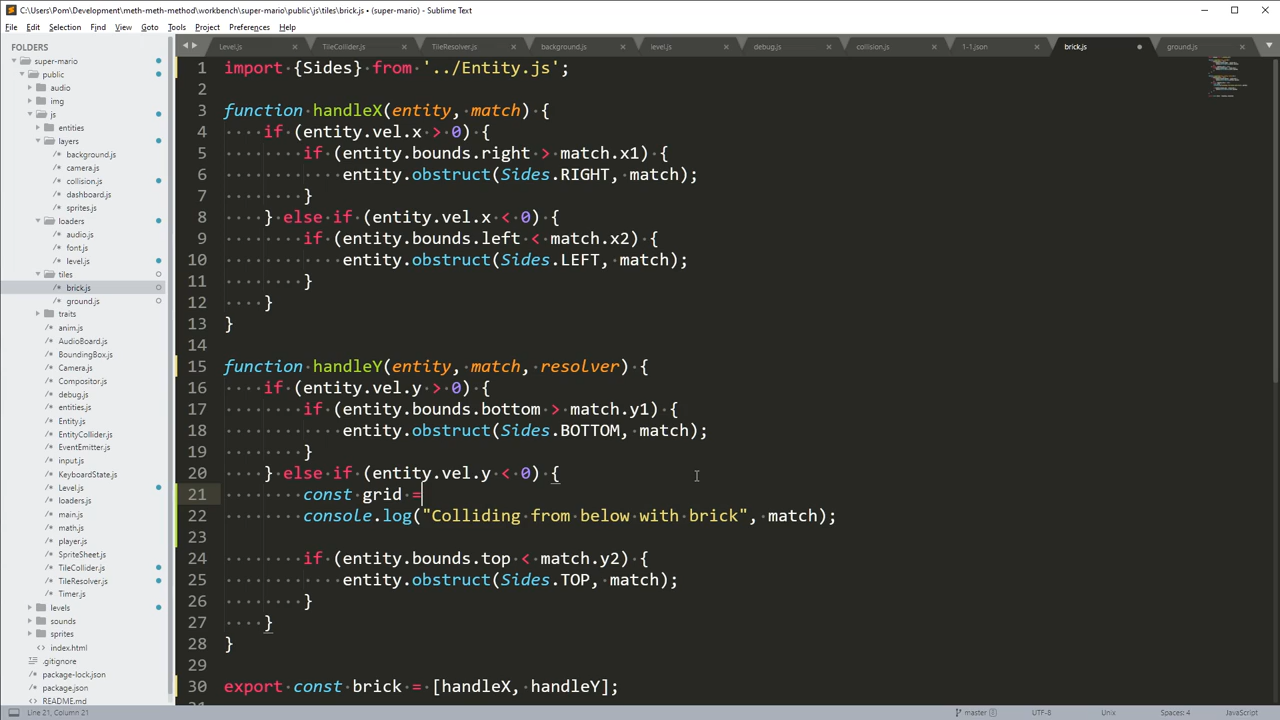 C:\Users\Pom\Development\meth-meth-method\workbench\super-mario\public\js\tiles\brick.js • (super-mario) - Sublime Text
File Edit Selection Find View Goto Tools Project Preferences Help
FOLDERS
super-mario
public
audio
img
js
entities
layers
background.js
camera.js
collision.js
dashboard.js
sprites.js
loaders
audio.js
font.js
level.js
tiles
brick.js
ground.js
traits
anim.js
AudioBoard.js
BoundingBox.js
Camera.js
Compositor.js
debug.js
entities.js
Entity.js
EntityCollider.js
EventEmitter.js
input.js
KeyboardState.js
Level.js
loaders.js
main.js
math.js
player.js
SpriteSheet.js
TileCollider.js
TileResolver.js
Timer.js
levels
sounds
sprites
index.html
.gitignore
package-lock.json
package.json
README.md
Level.js TileCollider.js TileResolver.js background.js level.js debug.js collision.js 1-1.json brick.js ground.js
1 import {Sides} from '../Entity.js';
2
3 function handleX(entity, match) {
4 if (entity.vel.x > 0) {
5 if (entity.bounds.right > match.x1) {
6 entity.obstruct(Sides.RIGHT, match);
7 }
8 } else if (entity.vel.x < 0) {
9 if (entity.bounds.left < match.x2) {
10 entity.obstruct(Sides.LEFT, match);
11 }
12 }
13 }
14
15 function handleY(entity, match, resolver) {
16 if (entity.vel.y > 0) {
17 if (entity.bounds.bottom > match.y1) {
18 entity.obstruct(Sides.BOTTOM, match);
19 }
20 } else if (entity.vel.y < 0) {
21 const grid =
22 console.log("Colliding from below with brick", match);
23
24 if (entity.bounds.top < match.y2) {
25 entity.obstruct(Sides.TOP, match);
26 }
27 }
28 }
29
30 export const brick = [handleX, handleY];
Line 21, Column 21 master UTF-8 Unix Spaces: 4 JavaScript